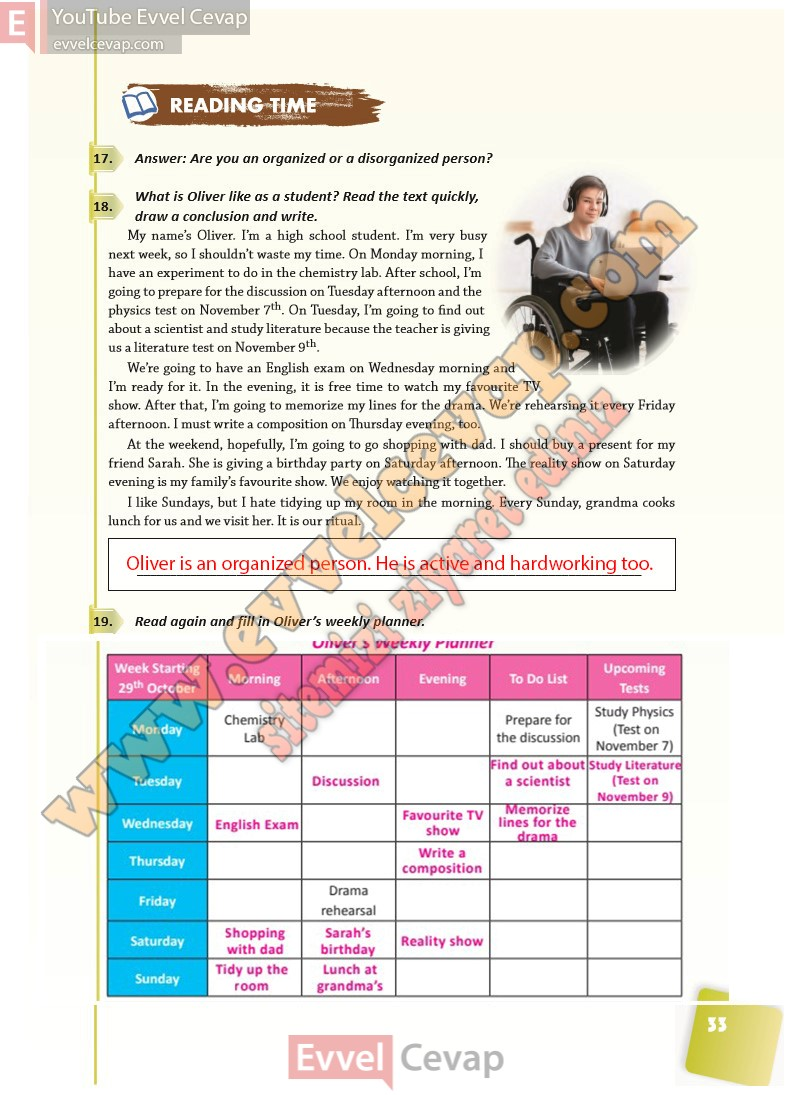 E YouTube Evvel Cevap
evvelcevap.com
READING TIME
17. Answer: Are you an organized or a disorganized person?
18. What is Oliver like as a student? Read the text quickly,
draw a conclusion and write.
My name's Oliver. I'm a high school student. I'm very busy
next week, so I shouldn't waste my time. On Monday morning, I
have an experiment to do in the chemistry lab. After school, I'm
going to prepare for the discussion on Tuesday afternoon and the
physics test on November 7th. On Tuesday, I'm going to find out
about a scientist and study literature because the teacher is giving
us a literature test on November 9th.
We're going to have an English exam on Wednesday morning and
I'm ready for it. In the evening, it is free time to watch my favourite TV
show. After that, I'm going to memorize my lines for the drama. We're rehearsing it every Friday
afternoon. I must write a composition on Thursday evening, too.
At the weekend, hopefully, I'm going to go shopping with dad. I should buy a present for my
friend Sarah. She is giving a birthday party on Saturday afternoon. The reality show on Saturday
evening is my family's favourite show. We enjoy watching it together.
I like Sundays, but I hate tidying up my room in the morning. Every Sunday, grandma cooks
lunch for us and we visit her. It is our ritual.
Oliver is an organized person. He is active and hardworking too.
19. Read again and fill in Oliver's weekly planner.
Oliver's Weekly Planner
Week Starting
29th October
Morning
Afternoon
Evening
To Do List
Upcoming
Tests
Monday
Chemistry
Lab
Prepare for
the discussion
Study Physics
(Test on
November 7)
Tuesday
Discussion
Find out about
a scientist
Study Literature
(Test on
November 9)
Wednesday
English Exam
Favourite TV
show
Memorize
lines for the
drama
Thursday
Write a
composition
Friday
Drama
rehearsal
Saturday
Shopping
with dad
Sarah's
birthday
Reality show
Sunday
Tidy up the
room
Lunch at
grandma's
www.evvelcevap.com
sitemizi ziyaret ediniz
33
Evvel Cevap